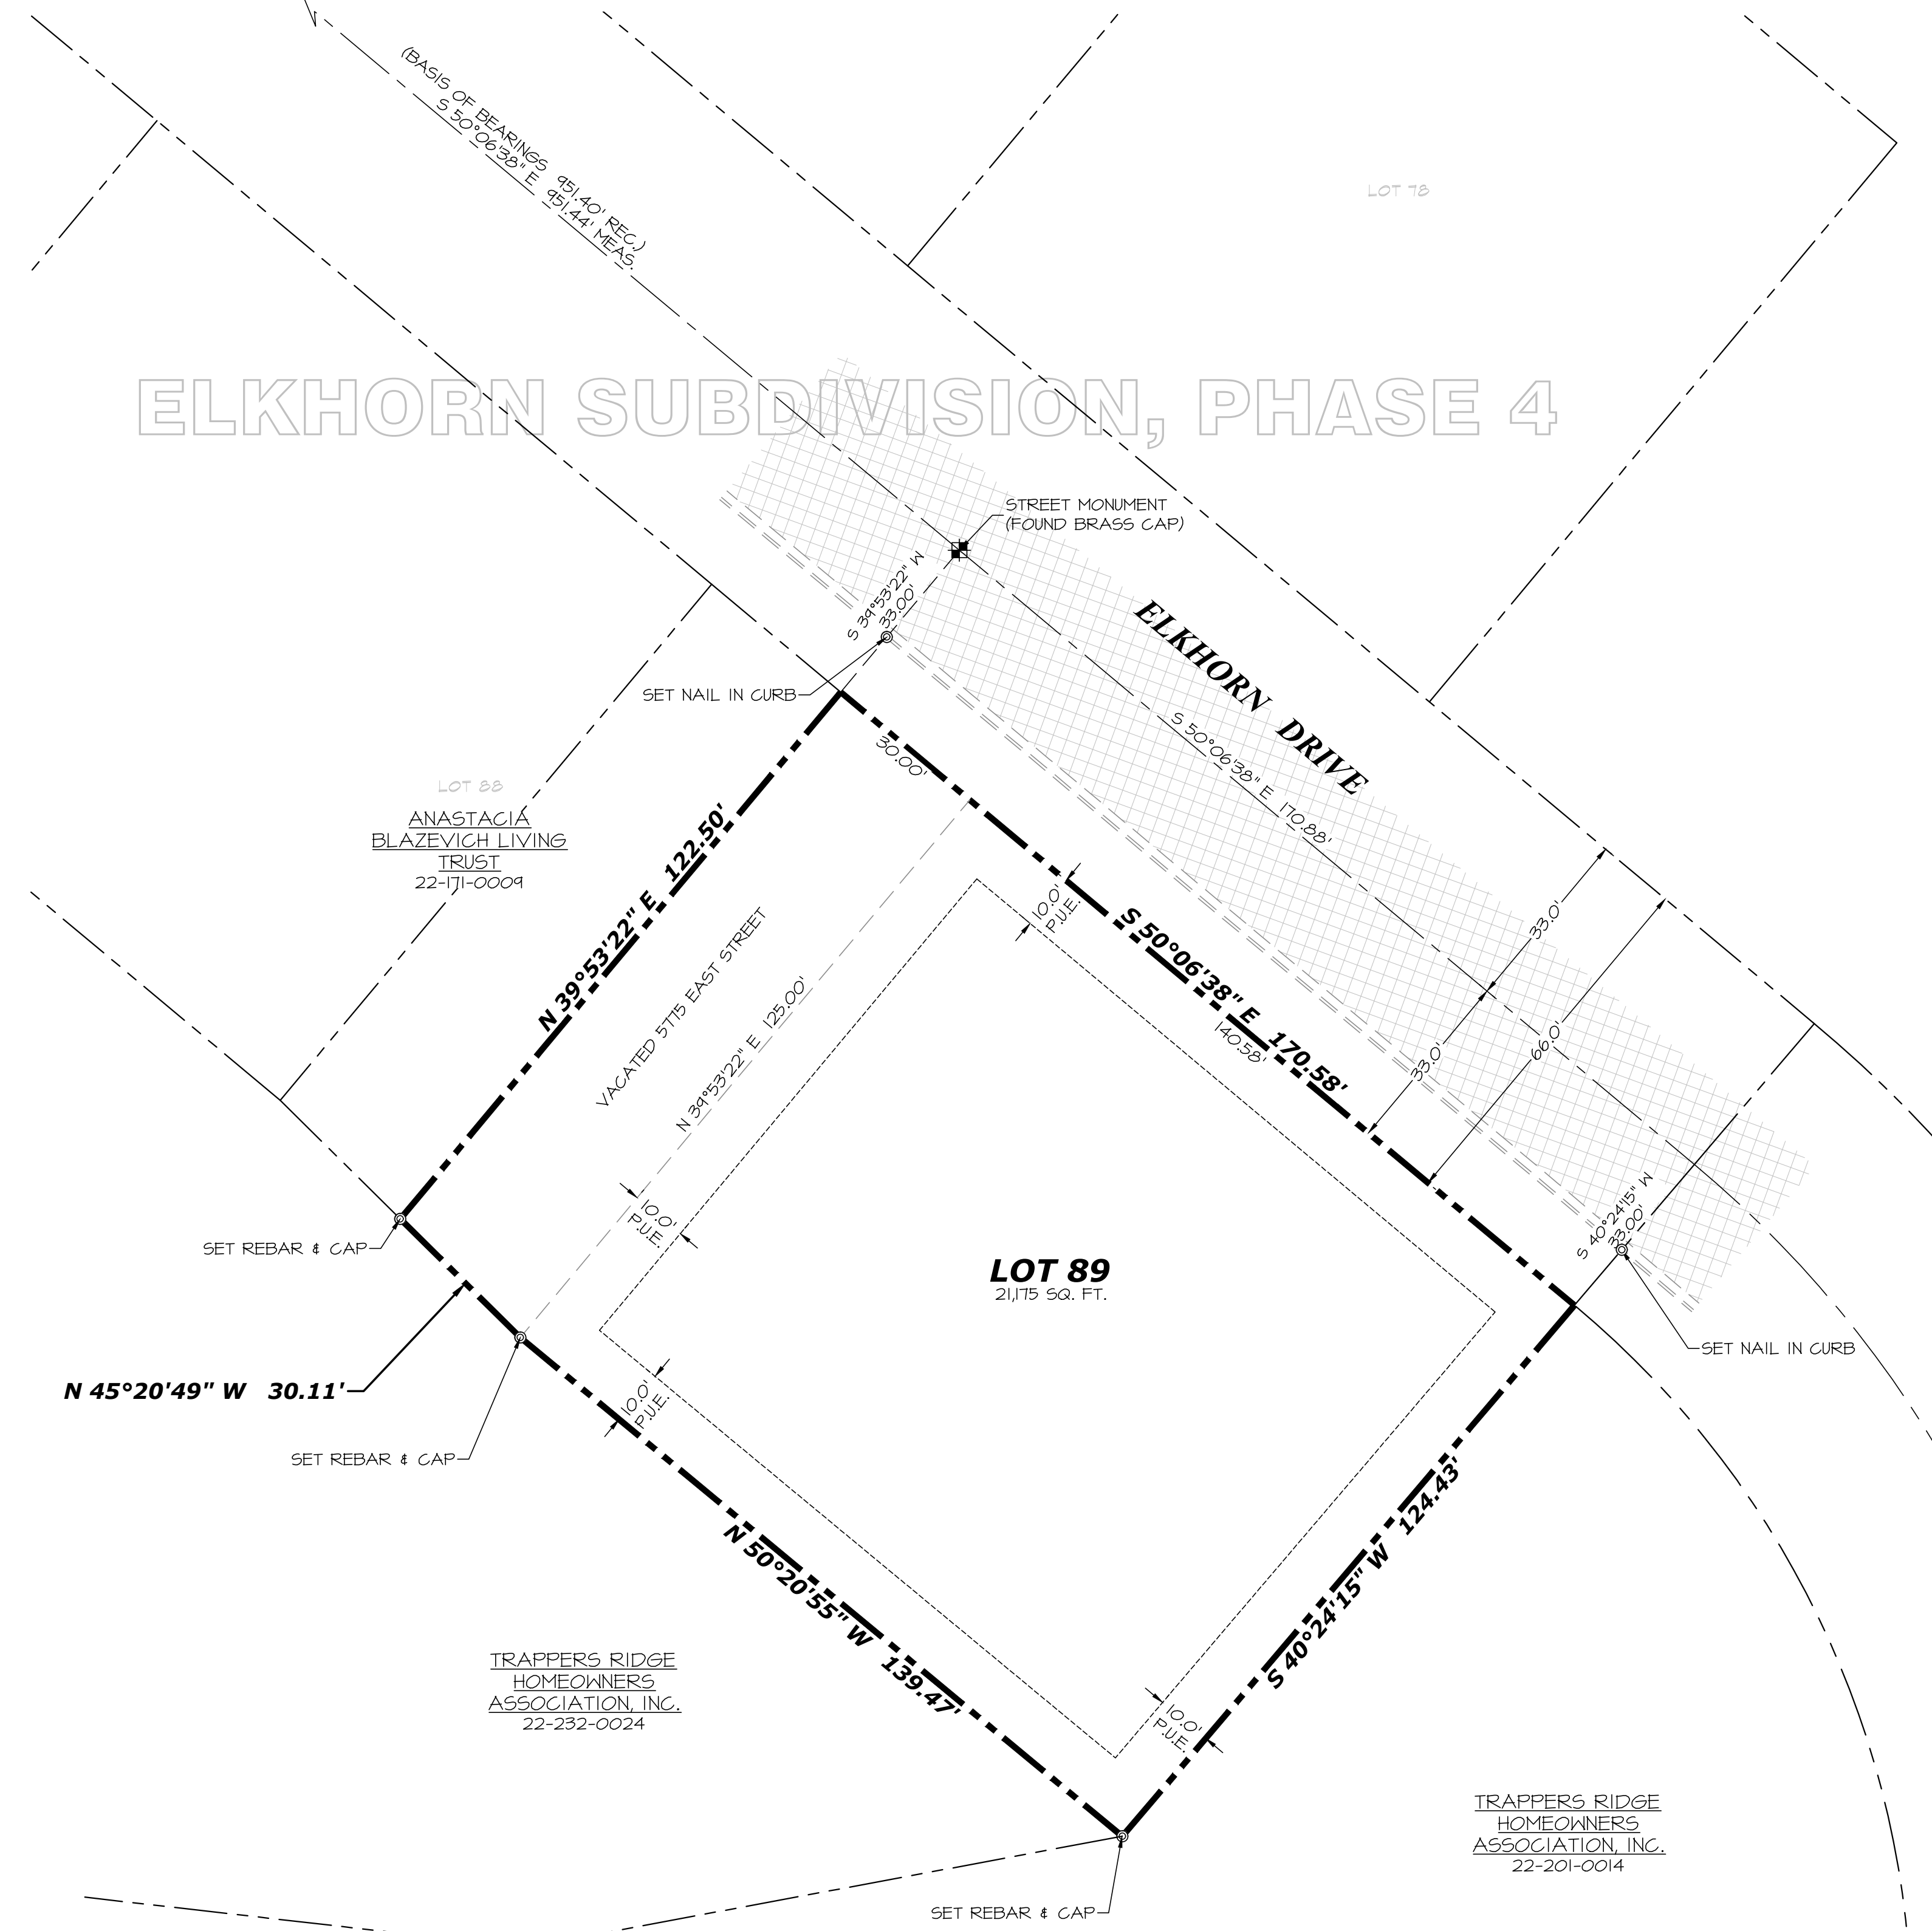 (BASIS OF BEARINGS 951.40' REC.)
S 50°06'38" E 951.44' MEAS.
LOT 78
ELKHORN SUBDIVISION, PHASE 4
STREET MONUMENT
(FOUND BRASS CAP)
S 39°53'22" W
33.00'
ELKHORN DRIVE
SET NAIL IN CURB
30.00'
S 50°06'38" E 170.88'
LOT 88
ANASTACIA
BLAZEVICH LIVING
TRUST
22-171-0009
N 39°53'22" E 122.50'
VACATED 5775 EAST STREET
N 39°53'22" E 125.00'
10.0'
P.U.E.
S 50°06'38" E 170.58'
140.58'
33.0'
33.0'
66.0'
S 40°24'15" W
33.00'
10.0'
P.U.E.
SET REBAR & CAP
LOT 89
21,175 SQ. FT.
SET NAIL IN CURB
N 45°20'49" W 30.11'
10.0'
P.U.E.
SET REBAR & CAP
N 50°20'55" W 139.47'
S 40°24'15" W 124.43'
10.0'
P.U.E.
TRAPPERS RIDGE
HOMEOWNERS
ASSOCIATION, INC.
22-232-0024
TRAPPERS RIDGE
HOMEOWNERS
ASSOCIATION, INC.
22-201-0014
SET REBAR & CAP